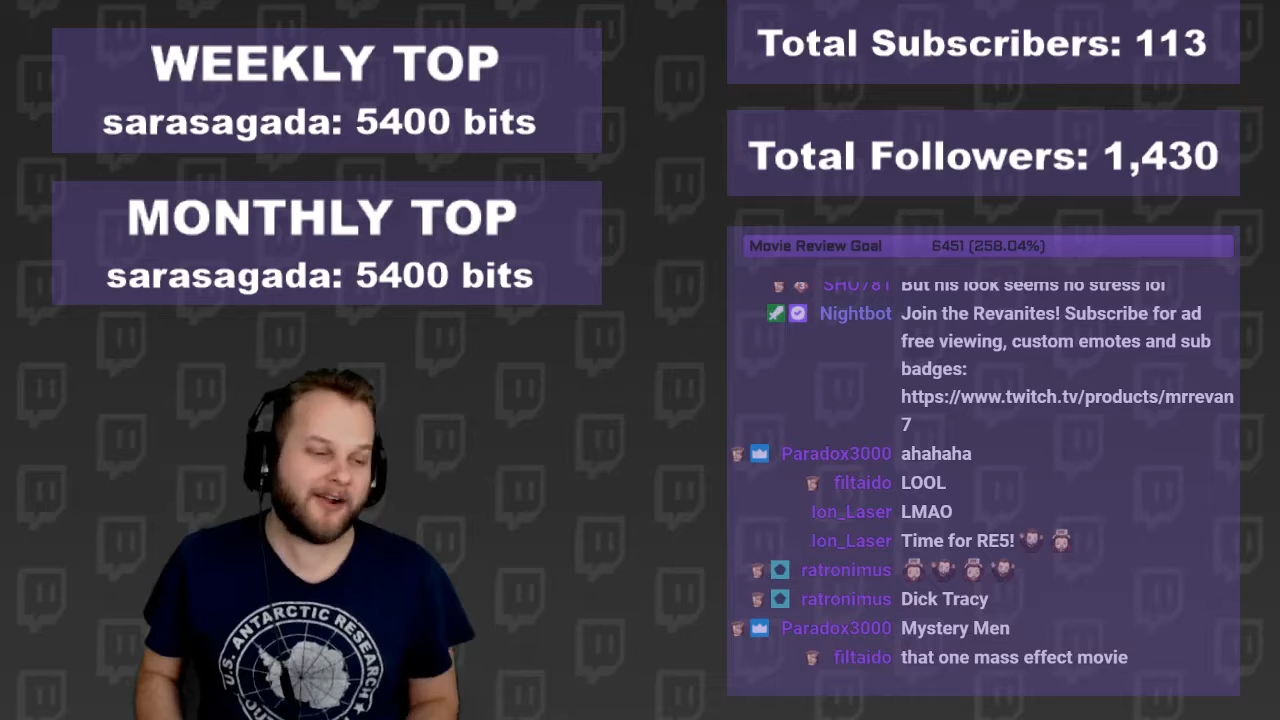 WEEKLY TOP
sarasagada: 5400 bits
MONTHLY TOP
sarasagada: 5400 bits
Total Subscribers: 113
Total Followers: 1,430
Movie Review Goal 6451 (258.04%)
SHO781 But his look seems no stress lol
Nightbot Join the Revanites! Subscribe for ad
free viewing, custom emotes and sub
badges:
https://www.twitch.tv/products/mrrevan
7
Paradox3000 ahahaha
filtaido LOOL
Ion_Laser LMAO
Ion_Laser Time for RE5!
ratronimus
ratronimus Dick Tracy
Paradox3000 Mystery Men
filtaido that one mass effect movie
U.S. ANTARCTIC RESEARCH